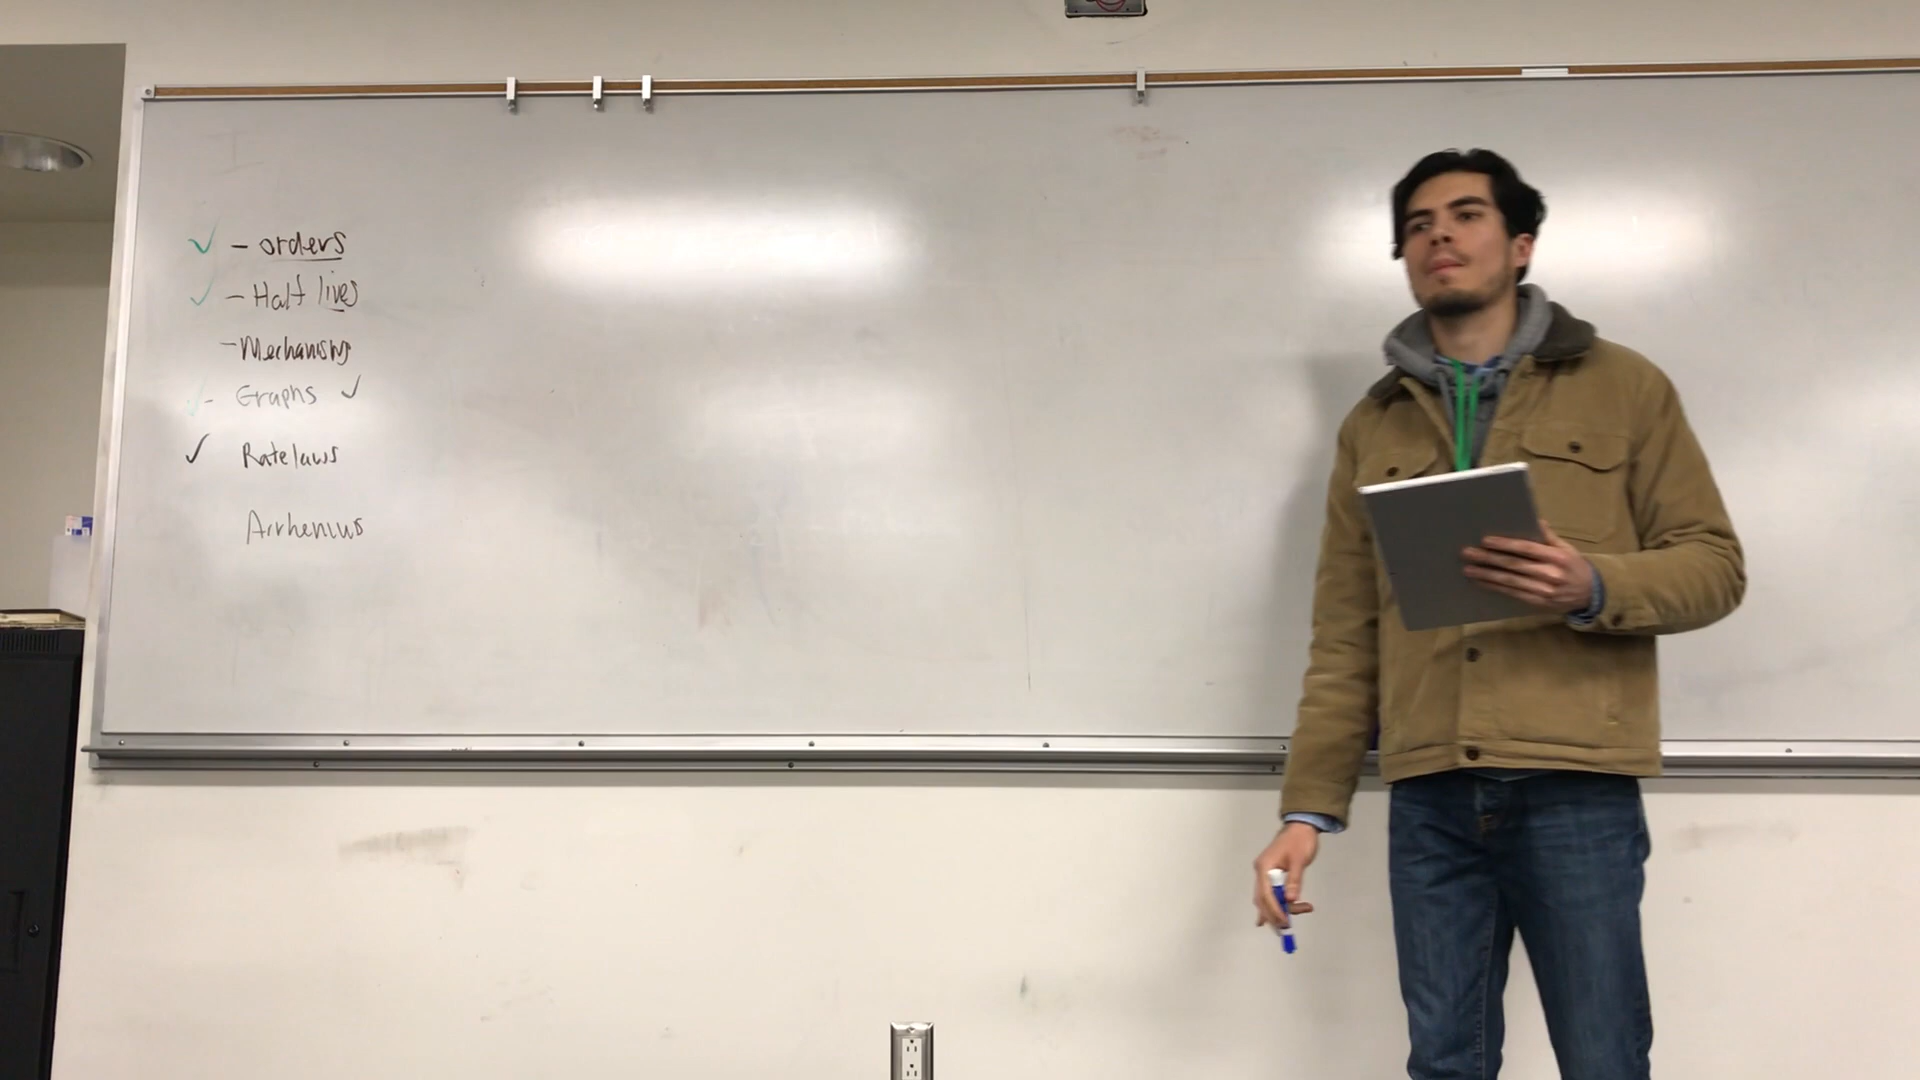 ✓ - orders
✓ - Half lives
- Mechanisms
✓ - Graphs ✓
✓ Rate laws
Arrhenius